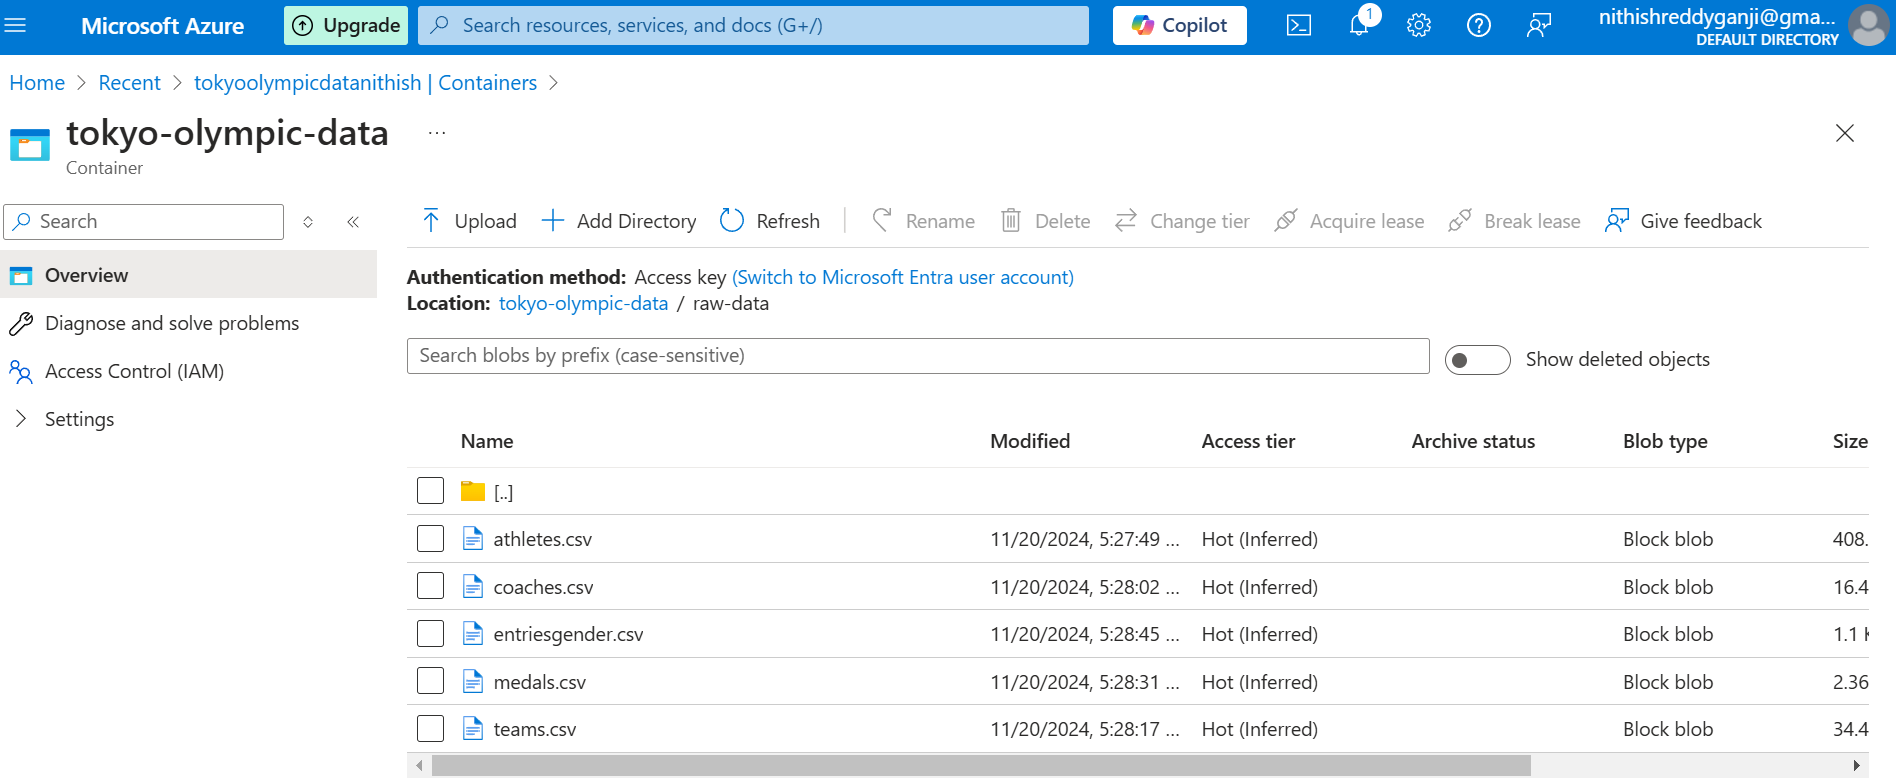 Microsoft Azure Upgrade Search resources, services, and docs (G+/) Copilot 1 nithishreddyganji@gma...
DEFAULT DIRECTORY
Home > Recent > tokyoolympicdatanithish | Containers >
tokyo-olympic-data ...
Container
Search
Overview
Diagnose and solve problems
Access Control (IAM)
Settings
Upload Add Directory Refresh Rename Delete Change tier Acquire lease Break lease Give feedback
Authentication method: Access key (Switch to Microsoft Entra user account)
Location: tokyo-olympic-data / raw-data
Search blobs by prefix (case-sensitive) Show deleted objects
Name Modified Access tier Archive status Blob type Size
[..]
athletes.csv 11/20/2024, 5:27:49 ... Hot (Inferred) Block blob 408.
coaches.csv 11/20/2024, 5:28:02 ... Hot (Inferred) Block blob 16.4
entriesgender.csv 11/20/2024, 5:28:45 ... Hot (Inferred) Block blob 1.1
medals.csv 11/20/2024, 5:28:31 ... Hot (Inferred) Block blob 2.36
teams.csv 11/20/2024, 5:28:17 ... Hot (Inferred) Block blob 34.4